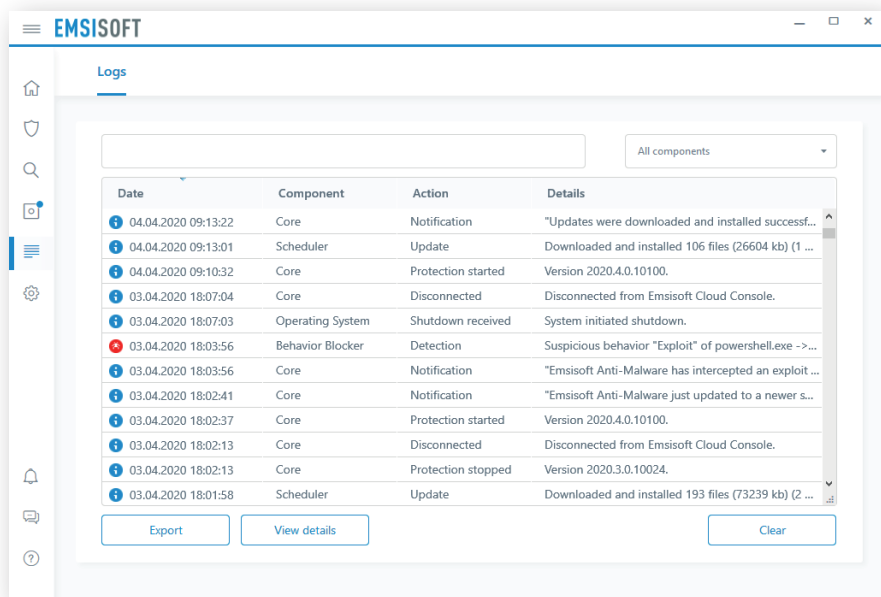 EMSISOFT
Logs
All components
Date Component Action Details
04.04.2020 09:13:22 Core Notification "Updates were downloaded and installed successf...
04.04.2020 09:13:01 Scheduler Update Downloaded and installed 106 files (26604 kb) (1 ...
04.04.2020 09:10:32 Core Protection started Version 2020.4.0.10100.
03.04.2020 18:07:04 Core Disconnected Disconnected from Emsisoft Cloud Console.
03.04.2020 18:07:03 Operating System Shutdown received System initiated shutdown.
03.04.2020 18:03:56 Behavior Blocker Detection Suspicious behavior "Exploit" of powershell.exe ->...
03.04.2020 18:03:56 Core Notification "Emsisoft Anti-Malware has intercepted an exploit ...
03.04.2020 18:02:41 Core Notification "Emsisoft Anti-Malware just updated to a newer s...
03.04.2020 18:02:37 Core Protection started Version 2020.4.0.10100.
03.04.2020 18:02:13 Core Disconnected Disconnected from Emsisoft Cloud Console.
03.04.2020 18:02:13 Core Protection stopped Version 2020.3.0.10024.
03.04.2020 18:01:58 Scheduler Update Downloaded and installed 193 files (73239 kb) (2 ...
Export View details Clear